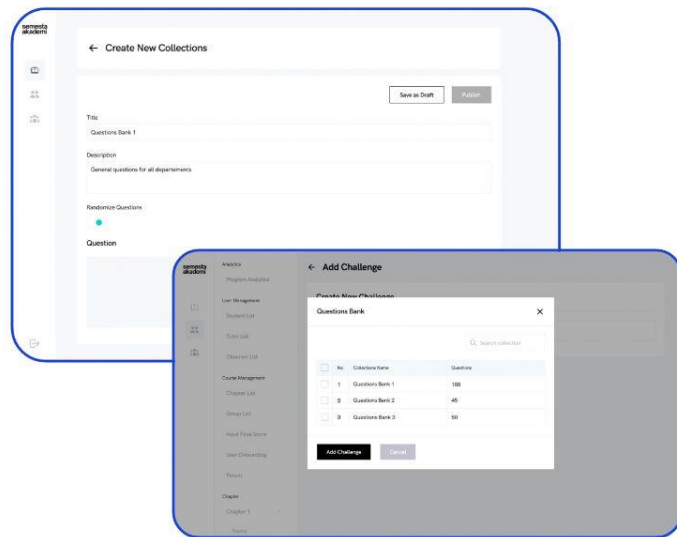 semesta
akademi
← Create New Collections
Save as Draft
Publish
Title
Questions Bank 1
Description
General questions for all departements
Randomize Questions
Question
semesta
akademi
Analytics
Program Analytics
User Management
Student List
Tutor List
Observer List
Course Management
Chapter List
Group List
Input Peak Score
User Onboarding
Forum
Chapter
Chapter 1
← Add Challenge
Create New Challenge
Questions Bank
Search collection
No Collections Name Questions
1 Questions Bank 1 100
2 Questions Bank 2 45
3 Questions Bank 3 50
Add Challenge
Cancel